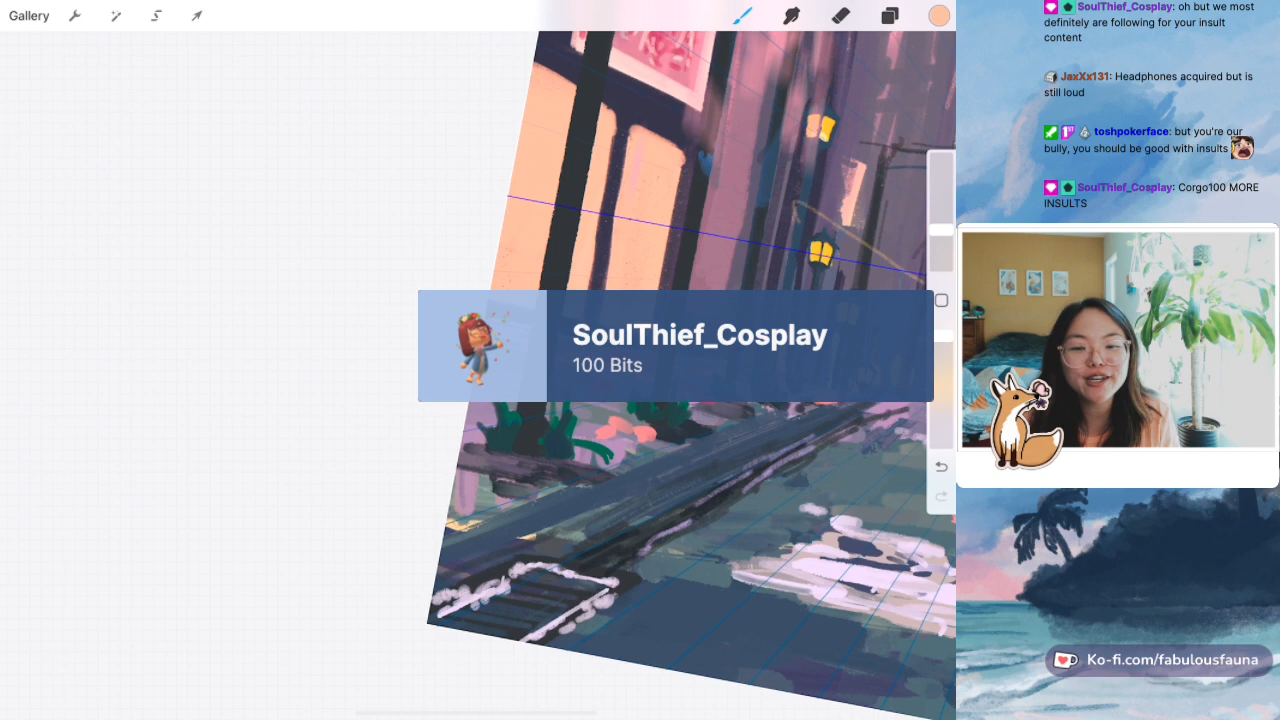 Gallery
SoulThief_Cosplay: oh but we most
definitely are following for your insult
content
JaxXx131: Headphones acquired but is
still loud
1ST toshpokerface: but you're our
bully, you should be good with insults
SoulThief_Cosplay: Corgo100 MORE
INSULTS
SoulThief_Cosplay
100 Bits
Ko-fi.com/fabulousfauna